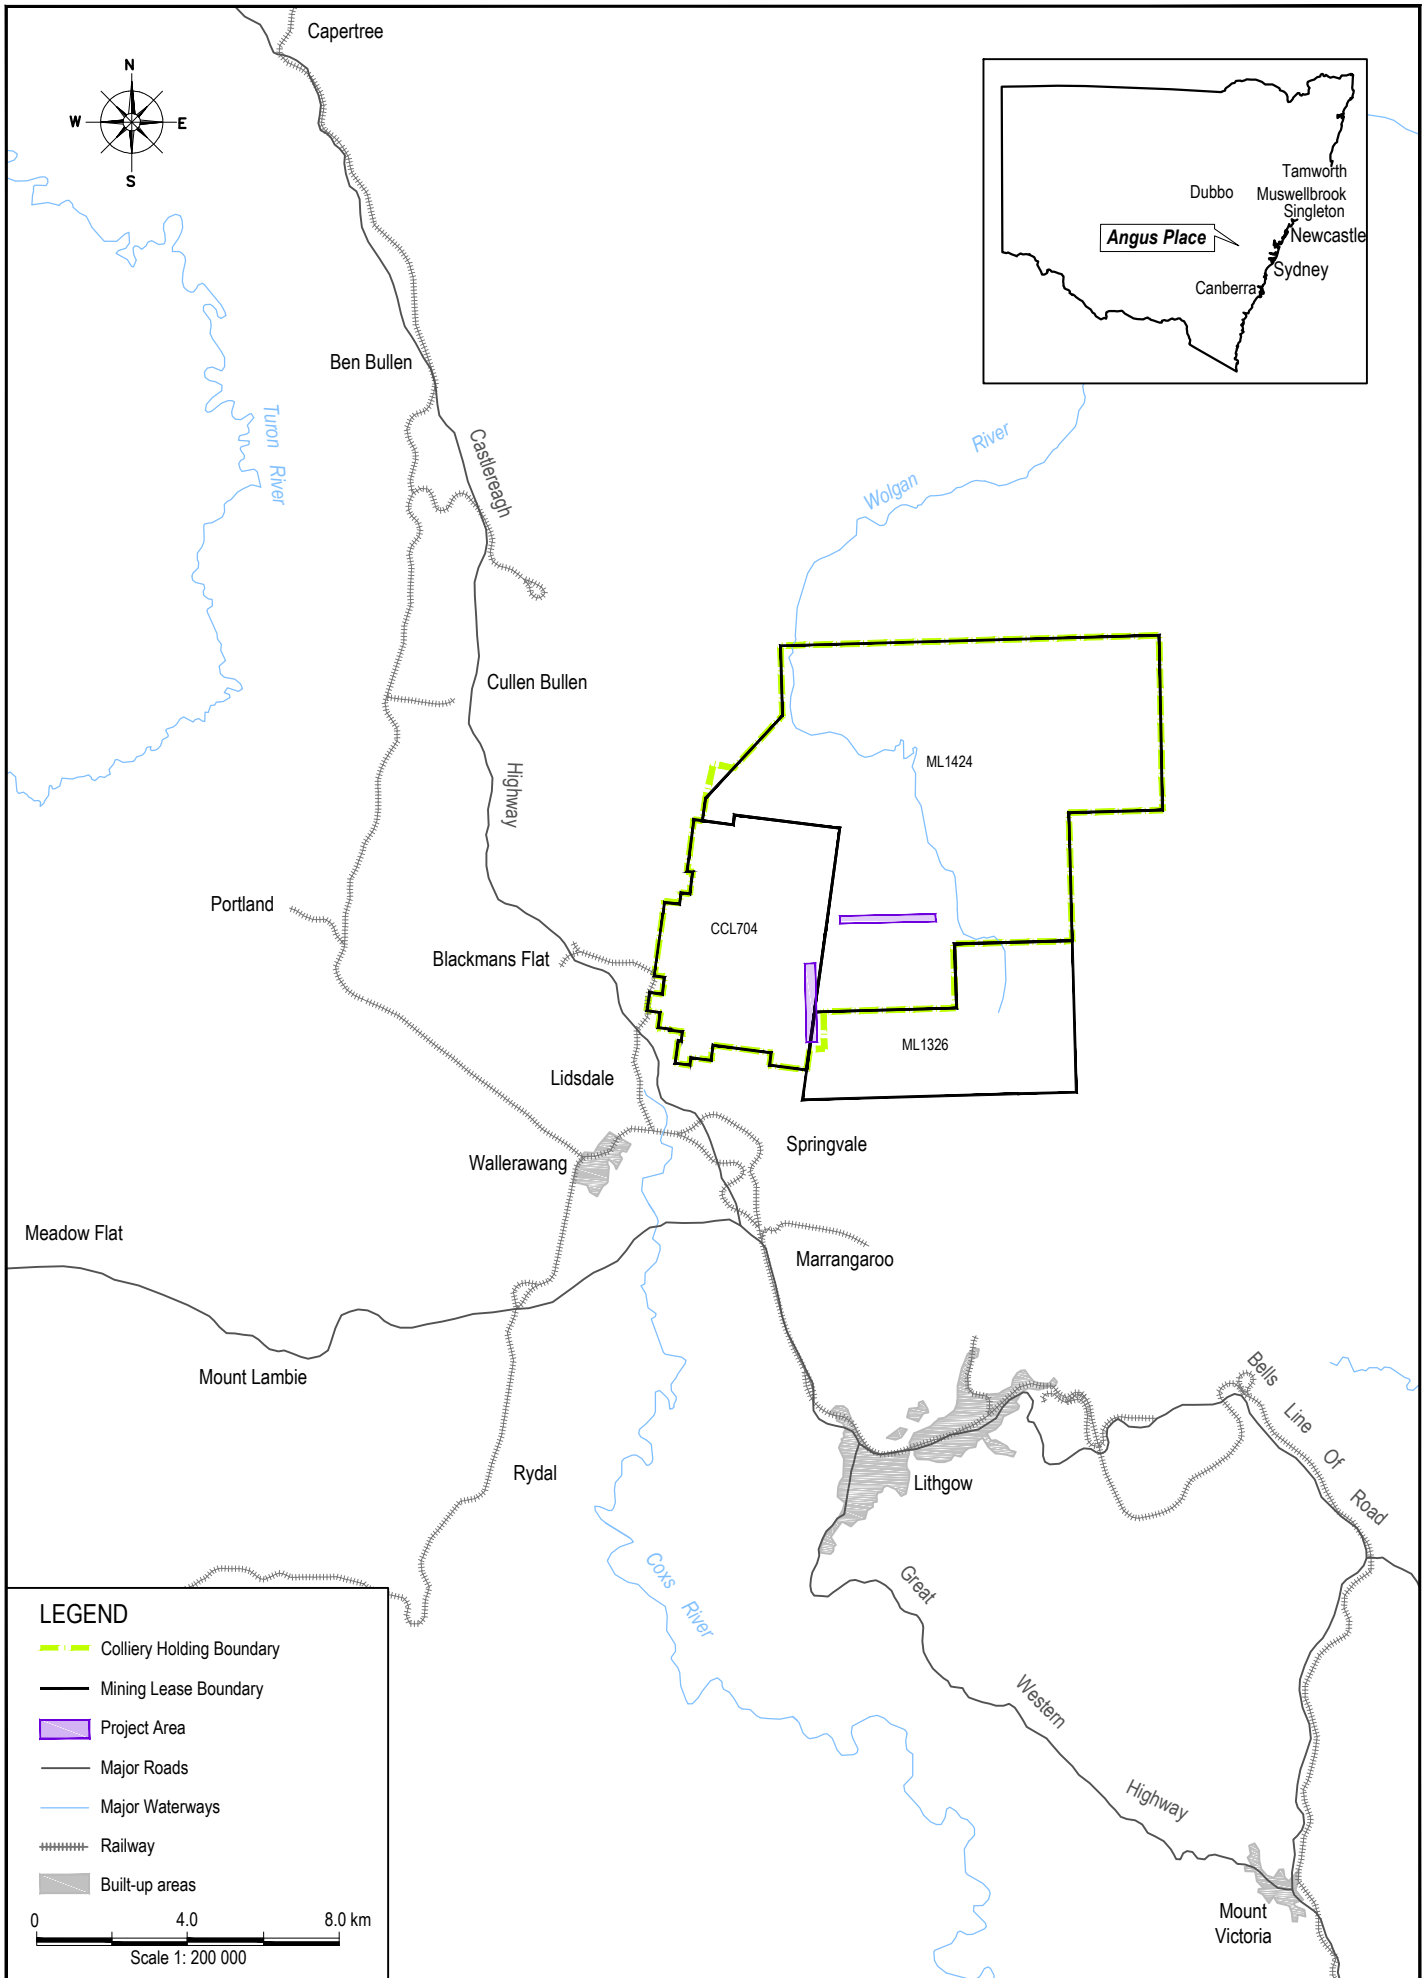 Capertree
N
W
E
S
Tamworth
Dubbo
Muswellbrook
Singleton
Angus Place
Newcastle
Sydney
Canberra
Ben Bullen
Turon River
Castlereagh
Wolgan River
Cullen Bullen
Highway
ML1424
Portland
CCL704
Blackmans Flat
ML1326
Lidsdale
Springvale
Wallerawang
Meadow Flat
Marrangaroo
Mount Lambie
Bells Line Of Road
Rydal
Lithgow
Coxs River
Great Western Highway
Mount
Victoria
LEGEND
Colliery Holding Boundary
Mining Lease Boundary
Project Area
Major Roads
Major Waterways
Railway
Built-up areas
0 4.0 8.0 km
Scale 1: 200 000